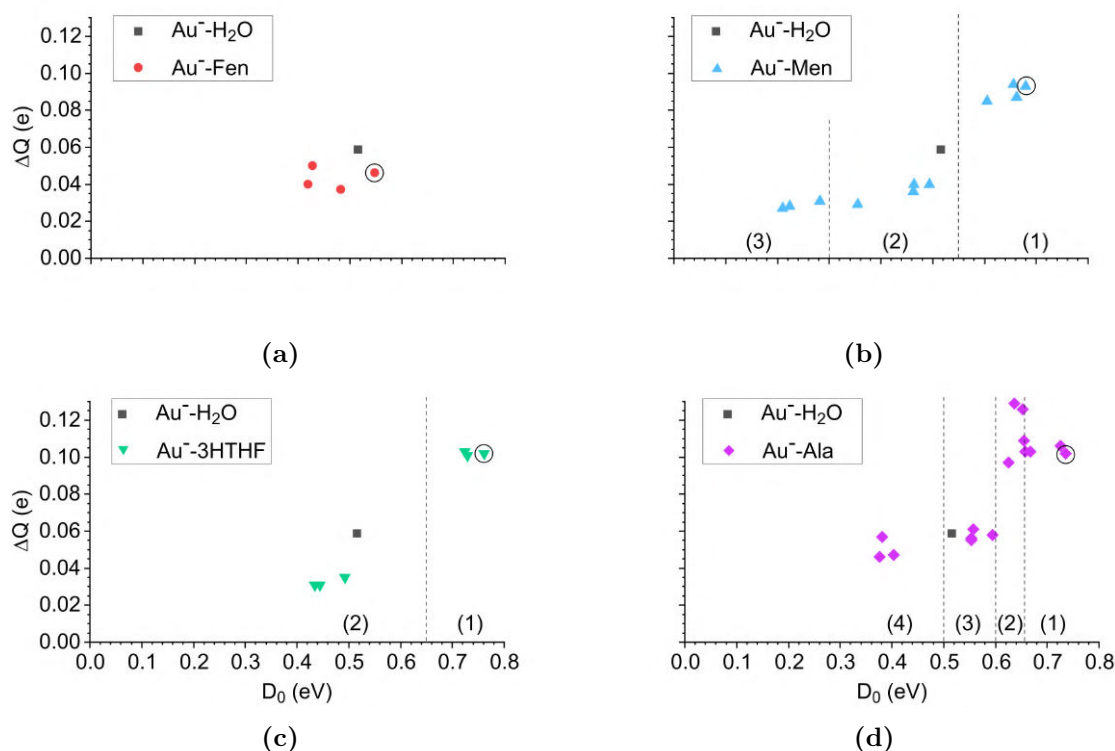 0.12
0.10
0.08
0.06
0.04
0.02
0.00
ΔQ (e)
Au⁻-H₂O
Au⁻-Fen
(a)
Au⁻-H₂O
Au⁻-Men
(3)
(2)
(1)
(b)
0.12
0.10
0.08
0.06
0.04
0.02
0.00
ΔQ (e)
Au⁻-H₂O
Au⁻-3HTHF
(2)
(1)
0.0 0.1 0.2 0.3 0.4 0.5 0.6 0.7 0.8
D₀ (eV)
(c)
Au⁻-H₂O
Au⁻-Ala
(4)
(3)
(2)
(1)
0.0 0.1 0.2 0.3 0.4 0.5 0.6 0.7 0.8
D₀ (eV)
(d)